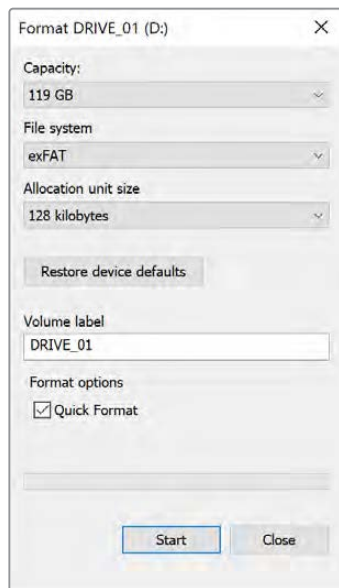 Format DRIVE_01 (D:)
Capacity:
119 GB
File system
exFAT
Allocation unit size
128 kilobytes
Restore device defaults
Volume label
DRIVE_01
Format options
Quick Format
Start Close